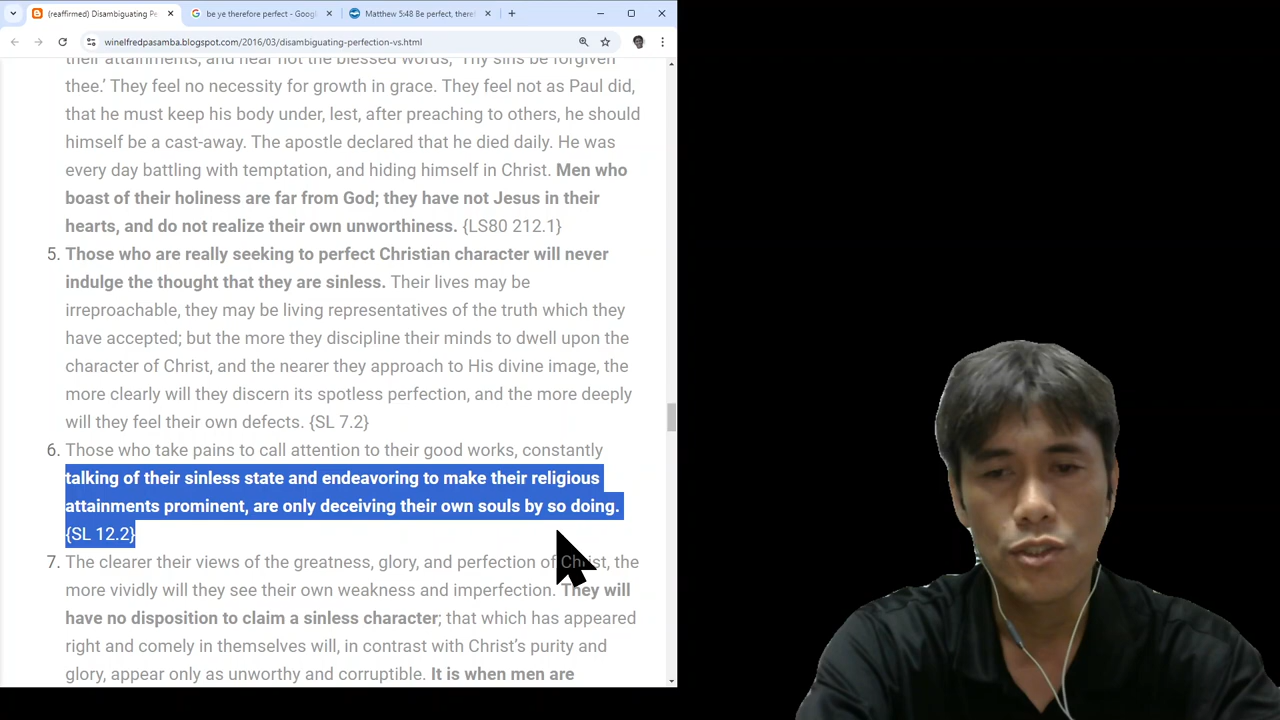 (reaffirmed) Disambiguating Pe
be ye therefore perfect - Goog
Matthew 5:48 Be perfect, there
winelfredpasamba.blogspot.com/2016/03/disambiguating-perfection-vs.html
their attainments, and hear not the blessed words, 'Thy sins be forgiven
thee.' They feel no necessity for growth in grace. They feel not as Paul did,
that he must keep his body under, lest, after preaching to others, he should
himself be a cast-away. The apostle declared that he died daily. He was
every day battling with temptation, and hiding himself in Christ. Men who
boast of their holiness are far from God; they have not Jesus in their
hearts, and do not realize their own unworthiness. {LS80 212.1}
5. Those who are really seeking to perfect Christian character will never
indulge the thought that they are sinless. Their lives may be
irreproachable, they may be living representatives of the truth which they
have accepted; but the more they discipline their minds to dwell upon the
character of Christ, and the nearer they approach to His divine image, the
more clearly will they discern its spotless perfection, and the more deeply
will they feel their own defects. {SL 7.2}
6. Those who take pains to call attention to their good works, constantly
talking of their sinless state and endeavoring to make their religious
attainments prominent, are only deceiving their own souls by so doing.
{SL 12.2}
7. The clearer their views of the greatness, glory, and perfection of Christ, the
more vividly will they see their own weakness and imperfection. They will
have no disposition to claim a sinless character; that which has appeared
right and comely in themselves will, in contrast with Christ's purity and
glory, appear only as unworthy and corruptible. It is when men are